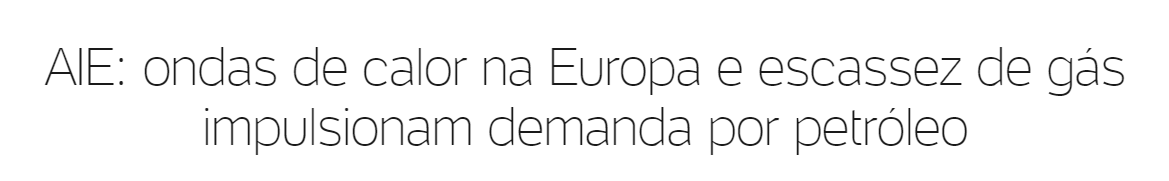 AIE: ondas de calor na Europa e escassez de gás
impulsionam demanda por petróleo